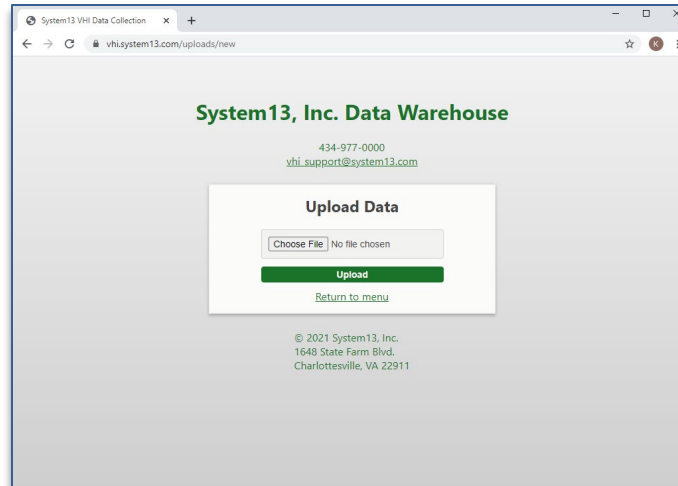 System13 VHI Data Collection
vhi.system13.com/uploads/new
K
System13, Inc. Data Warehouse
434-977-0000
vhi_support@system13.com
Upload Data
Choose File No file chosen
Upload
Return to menu
© 2021 System13, Inc.
1648 State Farm Blvd.
Charlottesville, VA 22911